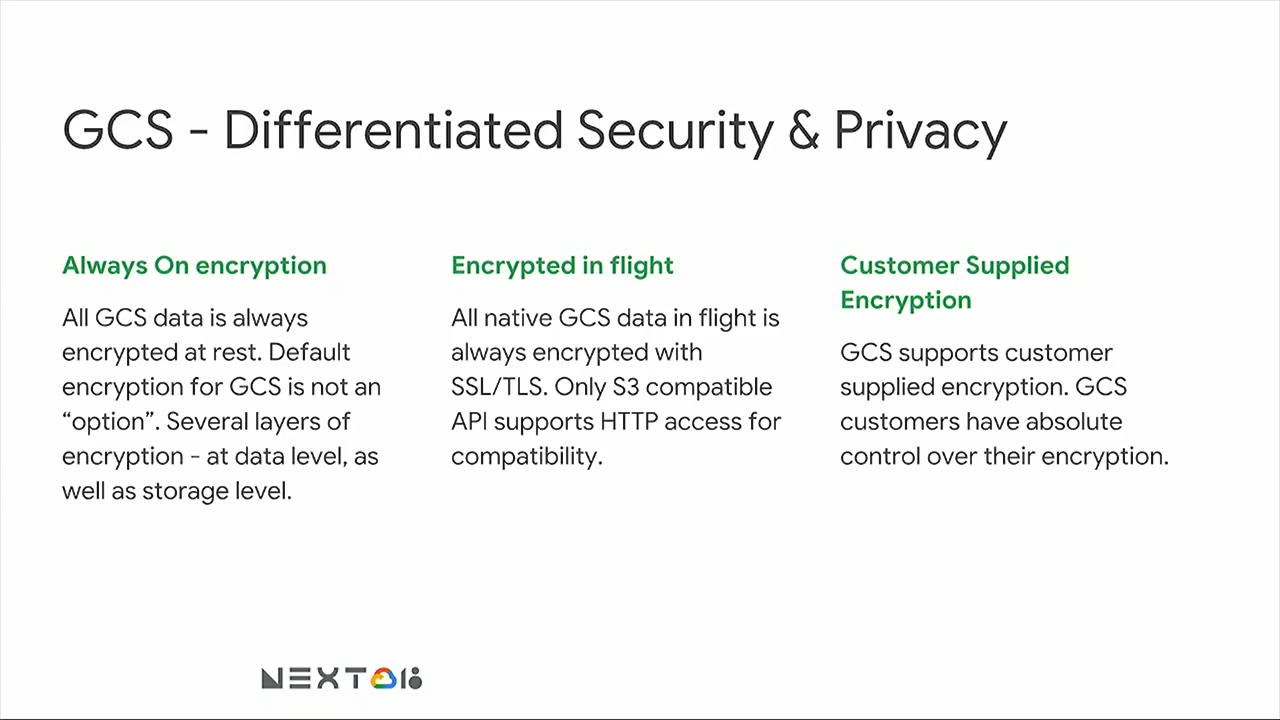 GCS - Differentiated Security & Privacy
Always On encryption
All GCS data is always
encrypted at rest. Default
encryption for GCS is not an
“option”. Several layers of
encryption - at data level, as
well as storage level.
Encrypted in flight
All native GCS data in flight is
always encrypted with
SSL/TLS. Only S3 compatible
API supports HTTP access for
compatibility.
Customer Supplied
Encryption
GCS supports customer
supplied encryption. GCS
customers have absolute
control over their encryption.
NEXT 18